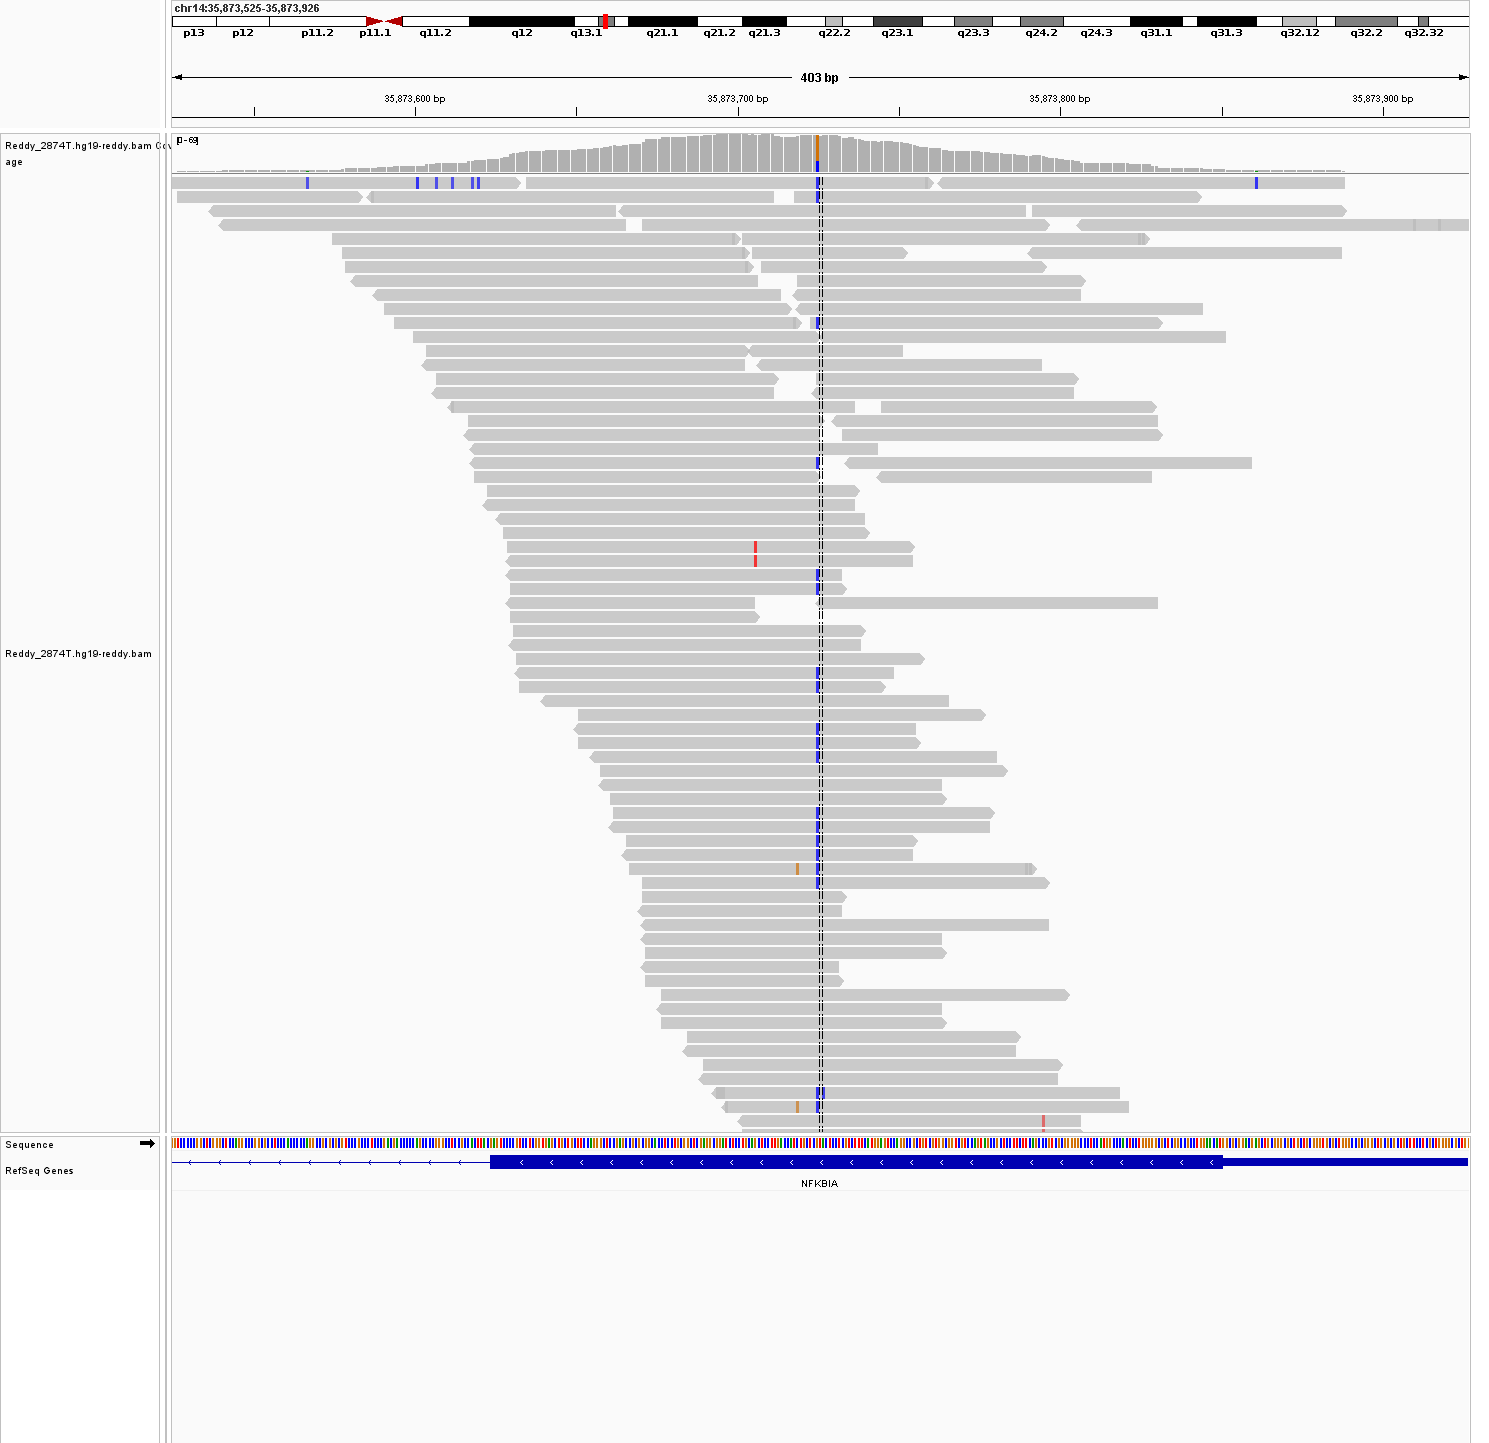 chr14:35,873,525-35,873,926
p13 p12 p11.2 p11.1 q11.2 q12 q13.1 q21.1 q21.2 q21.3 q22.2 q23.1 q23.3 q24.2 q24.3 q31.1 q31.3 q32.12 q32.2 q32.32
403 bp
35,873,600 bp 35,873,700 bp 35,873,800 bp 35,873,900 bp
[0-69]
Reddy_2874T.hg19-reddy.bam Cov
age
Reddy_2874T.hg19-reddy.bam
Sequence
RefSeq Genes
NFKBIA